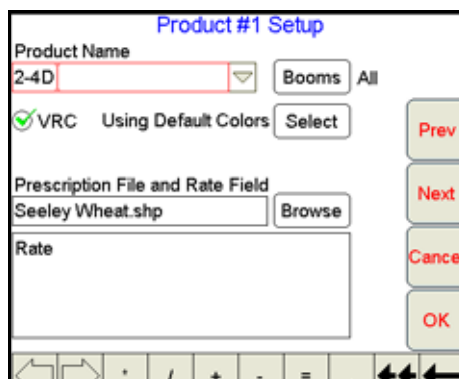 Product #1 Setup
Product Name
2-4D
Booms All
VRC Using Default Colors Select
Prev
Prescription File and Rate Field
Next
Seeley Wheat.shp Browse
Rate
Cance
OK
* / + - =